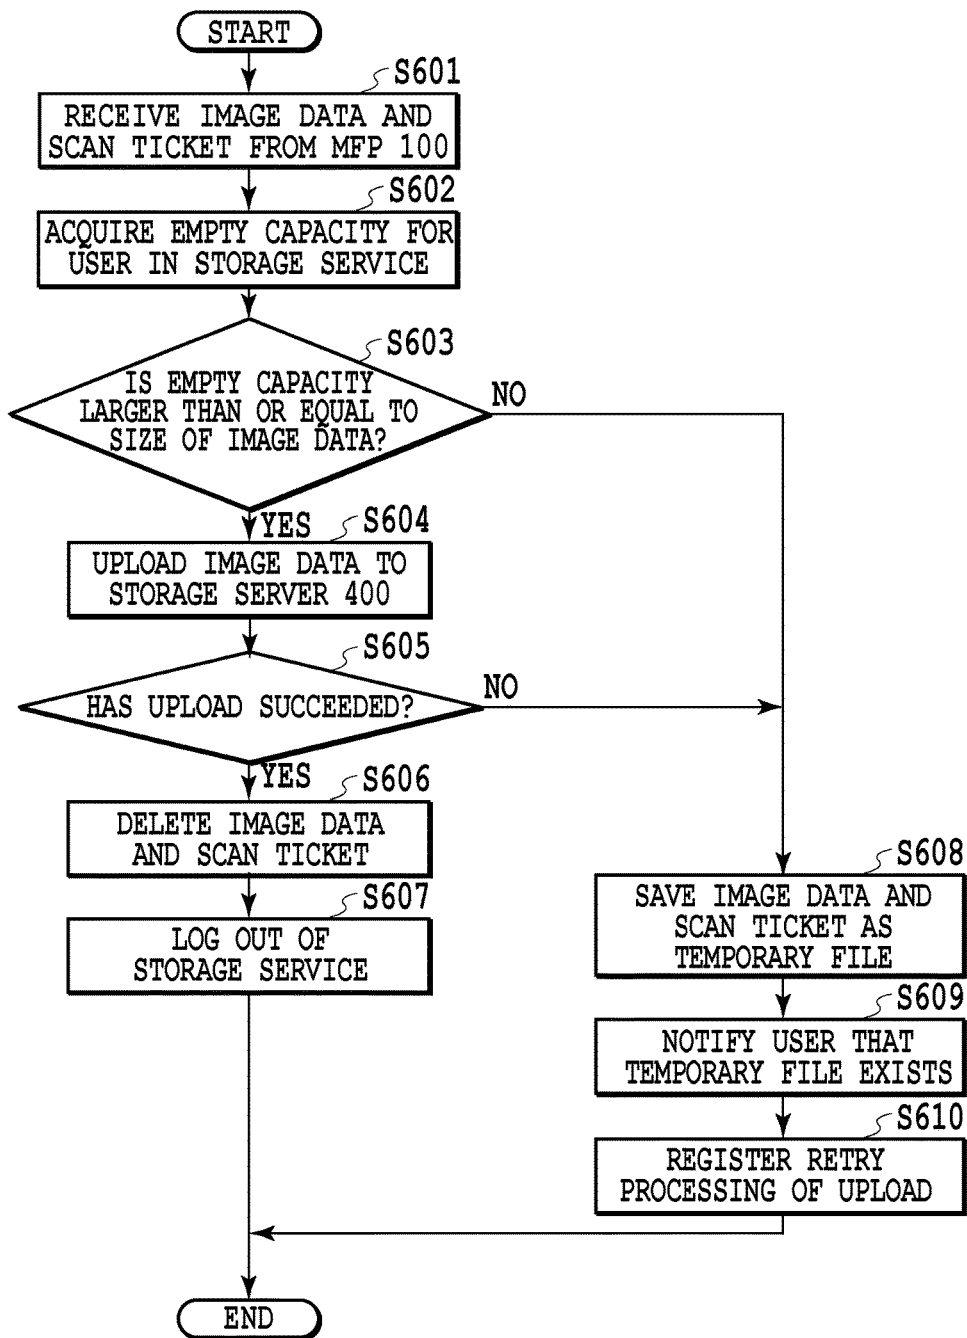 START
S601
RECEIVE IMAGE DATA AND
SCAN TICKET FROM MFP 100
S602
ACQUIRE EMPTY CAPACITY FOR
USER IN STORAGE SERVICE
S603
IS EMPTY CAPACITY
LARGER THAN OR EQUAL TO
SIZE OF IMAGE DATA?
NO
YES
S604
UPLOAD IMAGE DATA TO
STORAGE SERVER 400
S605
HAS UPLOAD SUCCEEDED?
NO
YES
S606
DELETE IMAGE DATA
AND SCAN TICKET
S607
LOG OUT OF
STORAGE SERVICE
S608
SAVE IMAGE DATA AND
SCAN TICKET AS
TEMPORARY FILE
S609
NOTIFY USER THAT
TEMPORARY FILE EXISTS
S610
REGISTER RETRY
PROCESSING OF UPLOAD
END